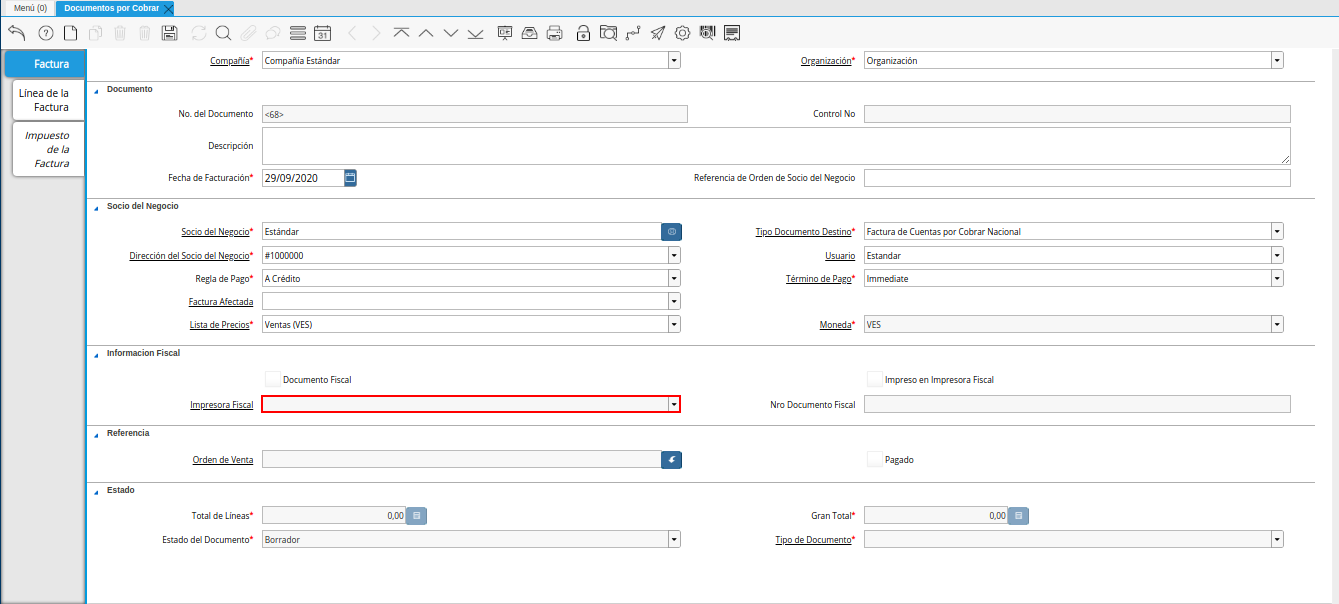 Menú (0) Documentos por Cobrar
31
Factura
Línea de la
Factura
Impuesto
de la
Factura
Compañía* Compañía Estándar Organización* Organización
Documento
No. del Documento <68> Control No
Descripción
Fecha de Facturación* 29/09/2020 Referencia de Orden de Socio del Negocio
Socio del Negocio
Socio del Negocio* Estándar Tipo Documento Destino* Factura de Cuentas por Cobrar Nacional
Dirección del Socio del Negocio* #1000000 Usuario Estandar
Regla de Pago* A Crédito Término de Pago* Immediate
Factura Afectada
Lista de Precios* Ventas (VES) Moneda* VES
Informacion Fiscal
Documento Fiscal Impreso en Impresora Fiscal
Impresora Fiscal Nro Documento Fiscal
Referencia
Orden de Venta Pagado
Estado
Total de Líneas* 0,00 Gran Total* 0,00
Estado del Documento* Borrador Tipo de Documento*